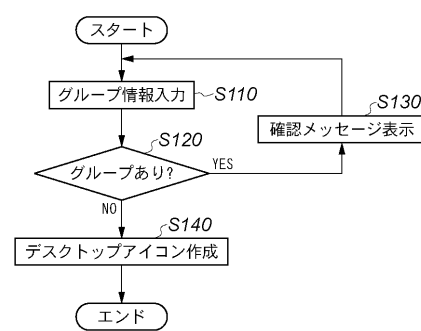 スタート
グループ情報入力
S110
S130
確認メッセージ表示
S120
グループあり?
YES
NO
S140
デスクトップアイコン作成
エンド